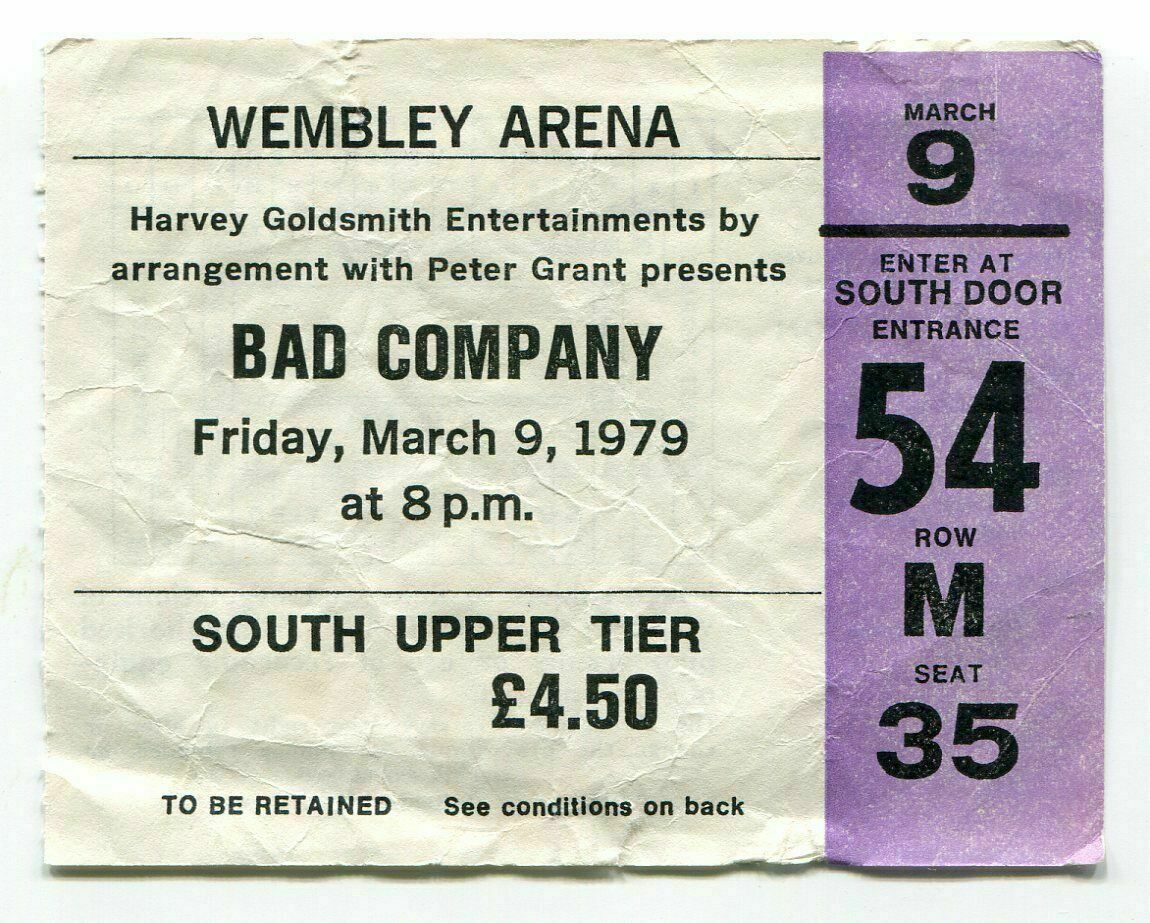 WEMBLEY ARENA
Harvey Goldsmith Entertainments by
arrangement with Peter Grant presents
BAD COMPANY
Friday, March 9, 1979
at 8 p.m.
SOUTH UPPER TIER
£4.50
TO BE RETAINED See conditions on back
MARCH
9
ENTER AT
SOUTH DOOR
ENTRANCE
54
ROW
M
SEAT
35